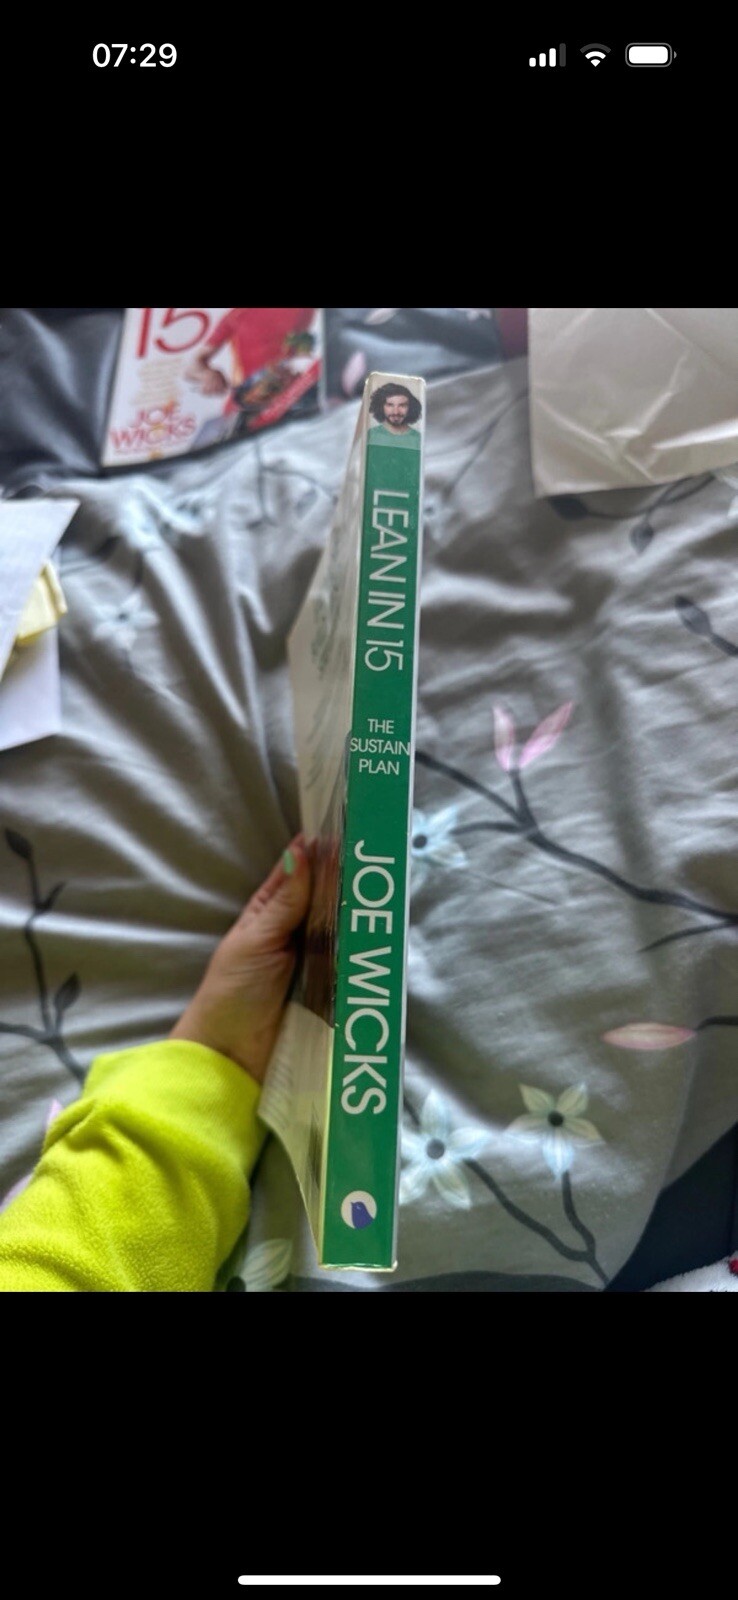 07:29
15
JOE
WICKS
LEAN IN 15
THE
SUSTAIN
PLAN
JOE WICKS